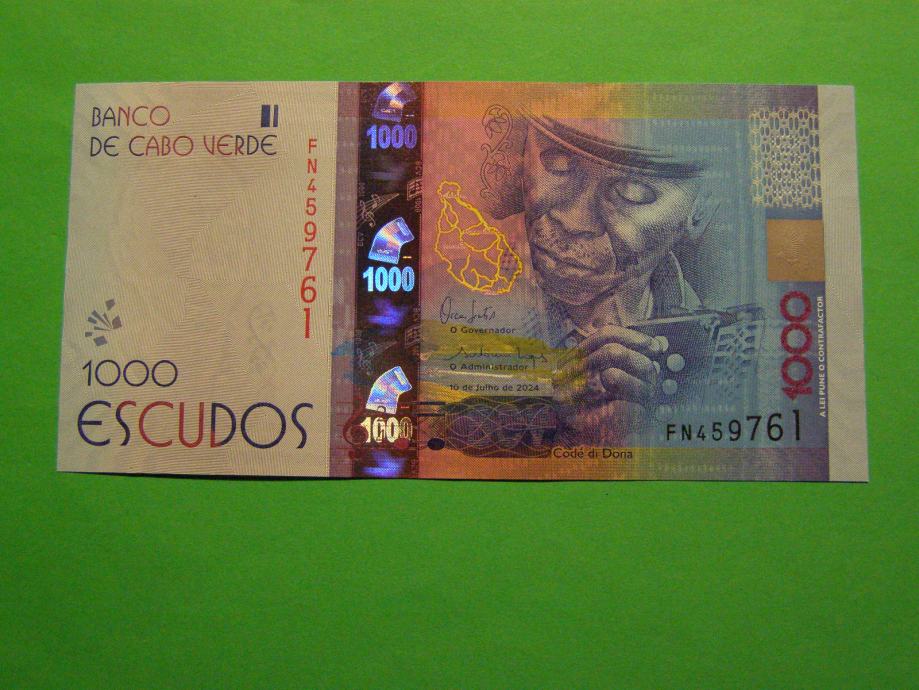 BANCO
DE CABO VERDE
FN459761
1000
ESCUDOS
1000
1000
1000
O Governador
O Administrador
10 de Julho de 2024
Codé di Dona
FN459761
1000
A LEI PUNE O CONTRAFACTOR